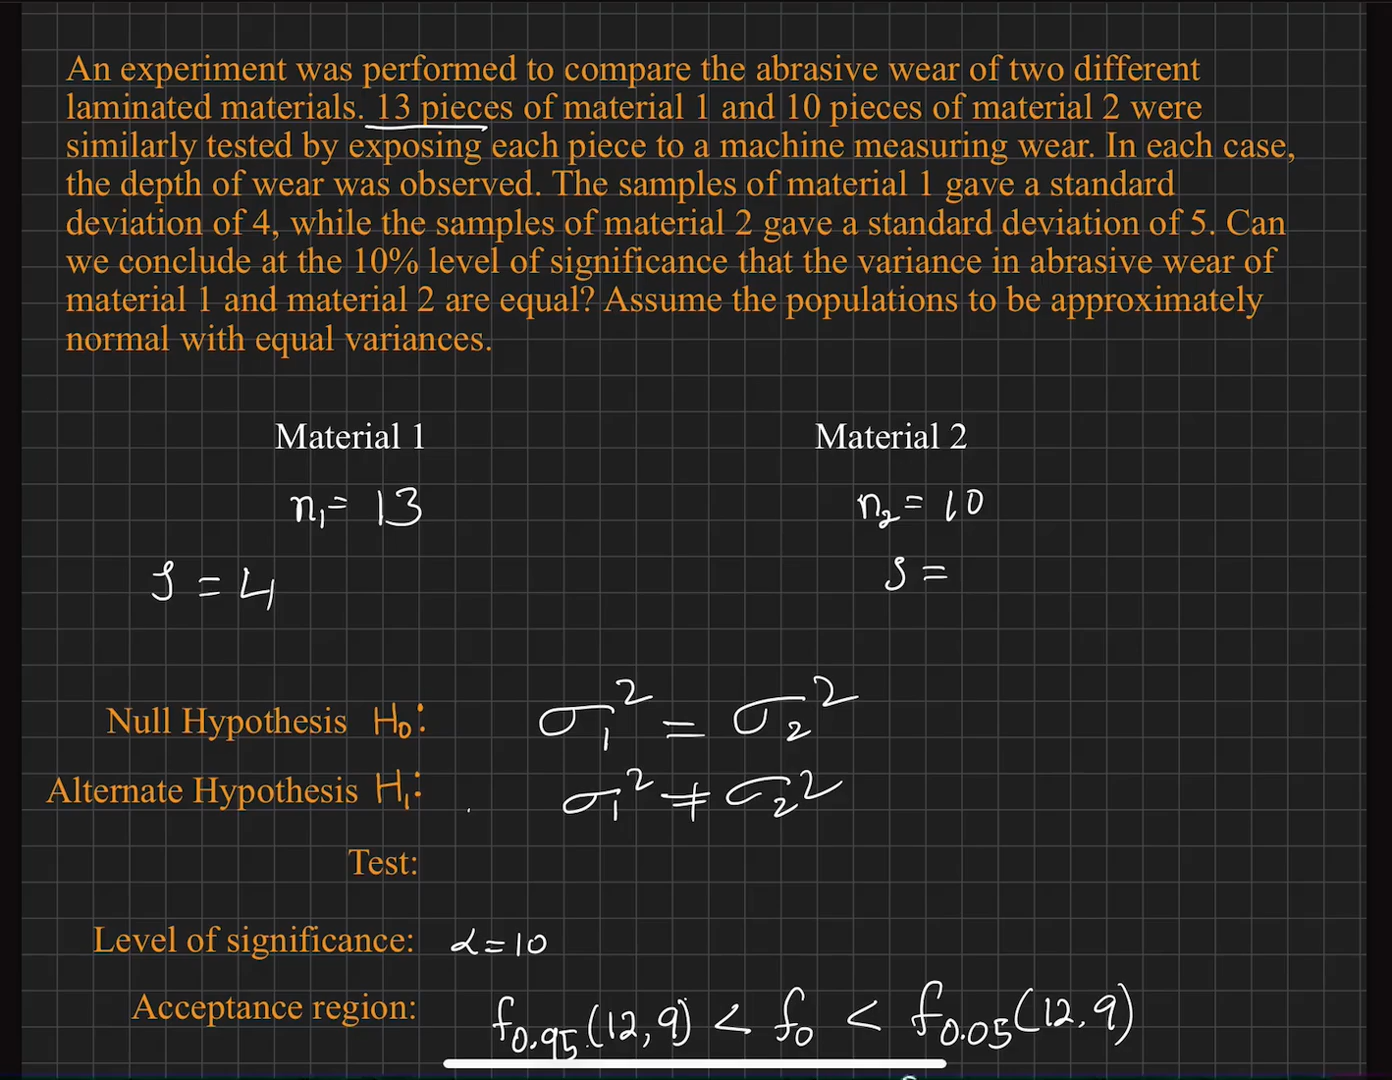 An experiment was performed to compare the abrasive wear of two different
laminated materials. 13 pieces of material 1 and 10 pieces of material 2 were
similarly tested by exposing each piece to a machine measuring wear. In each case,
the depth of wear was observed. The samples of material 1 gave a standard
deviation of 4, while the samples of material 2 gave a standard deviation of 5. Can
we conclude at the 10% level of significance that the variance in abrasive wear of
material 1 and material 2 are equal? Assume the populations to be approximately
normal with equal variances.
Material 1 Material 2
n₁= 13 n₂= 10
s = 4 s =
Null Hypothesis H₀: σ₁² = σ₂²
Alternate Hypothesis H₁: σ₁² ≠ σ₂²
Test:
Level of significance: α=10
Acceptance region: f₀.₉₅(12,9) < f₀ < f₀.₀₅(12,9)